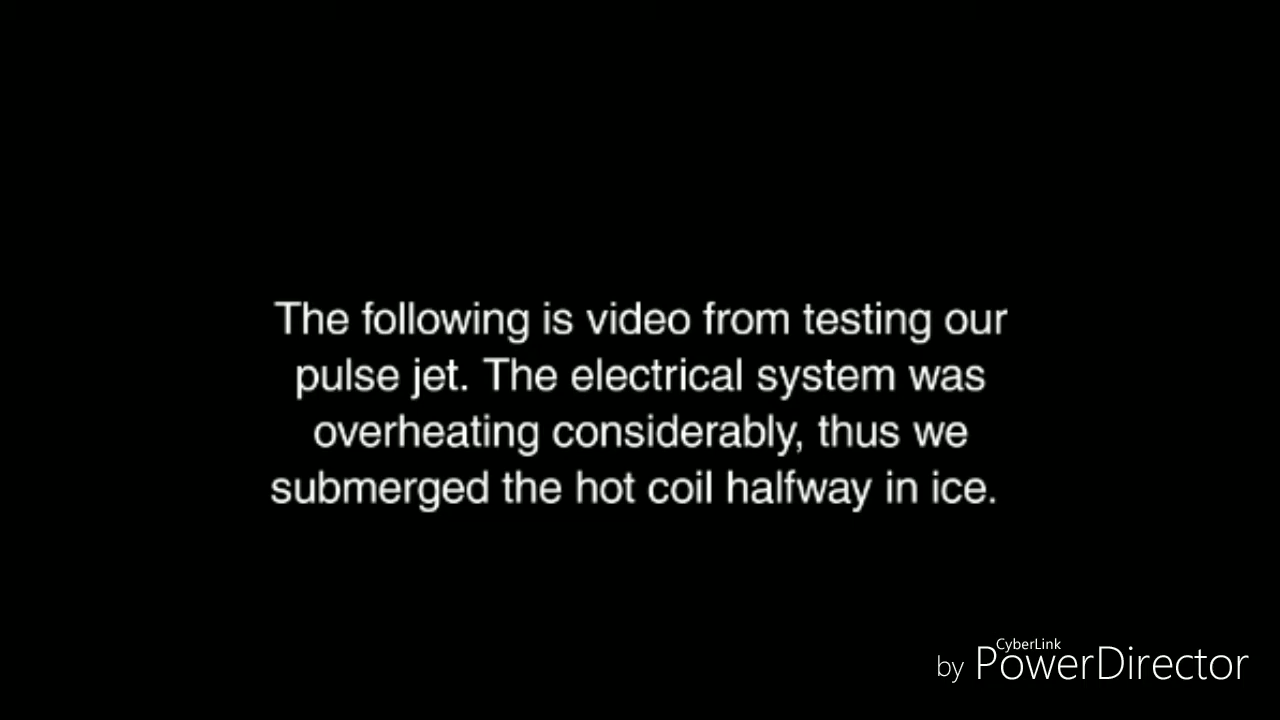 The following is video from testing our
pulse jet. The electrical system was
overheating considerably, thus we
submerged the hot coil halfway in ice.
CyberLink
by PowerDirector